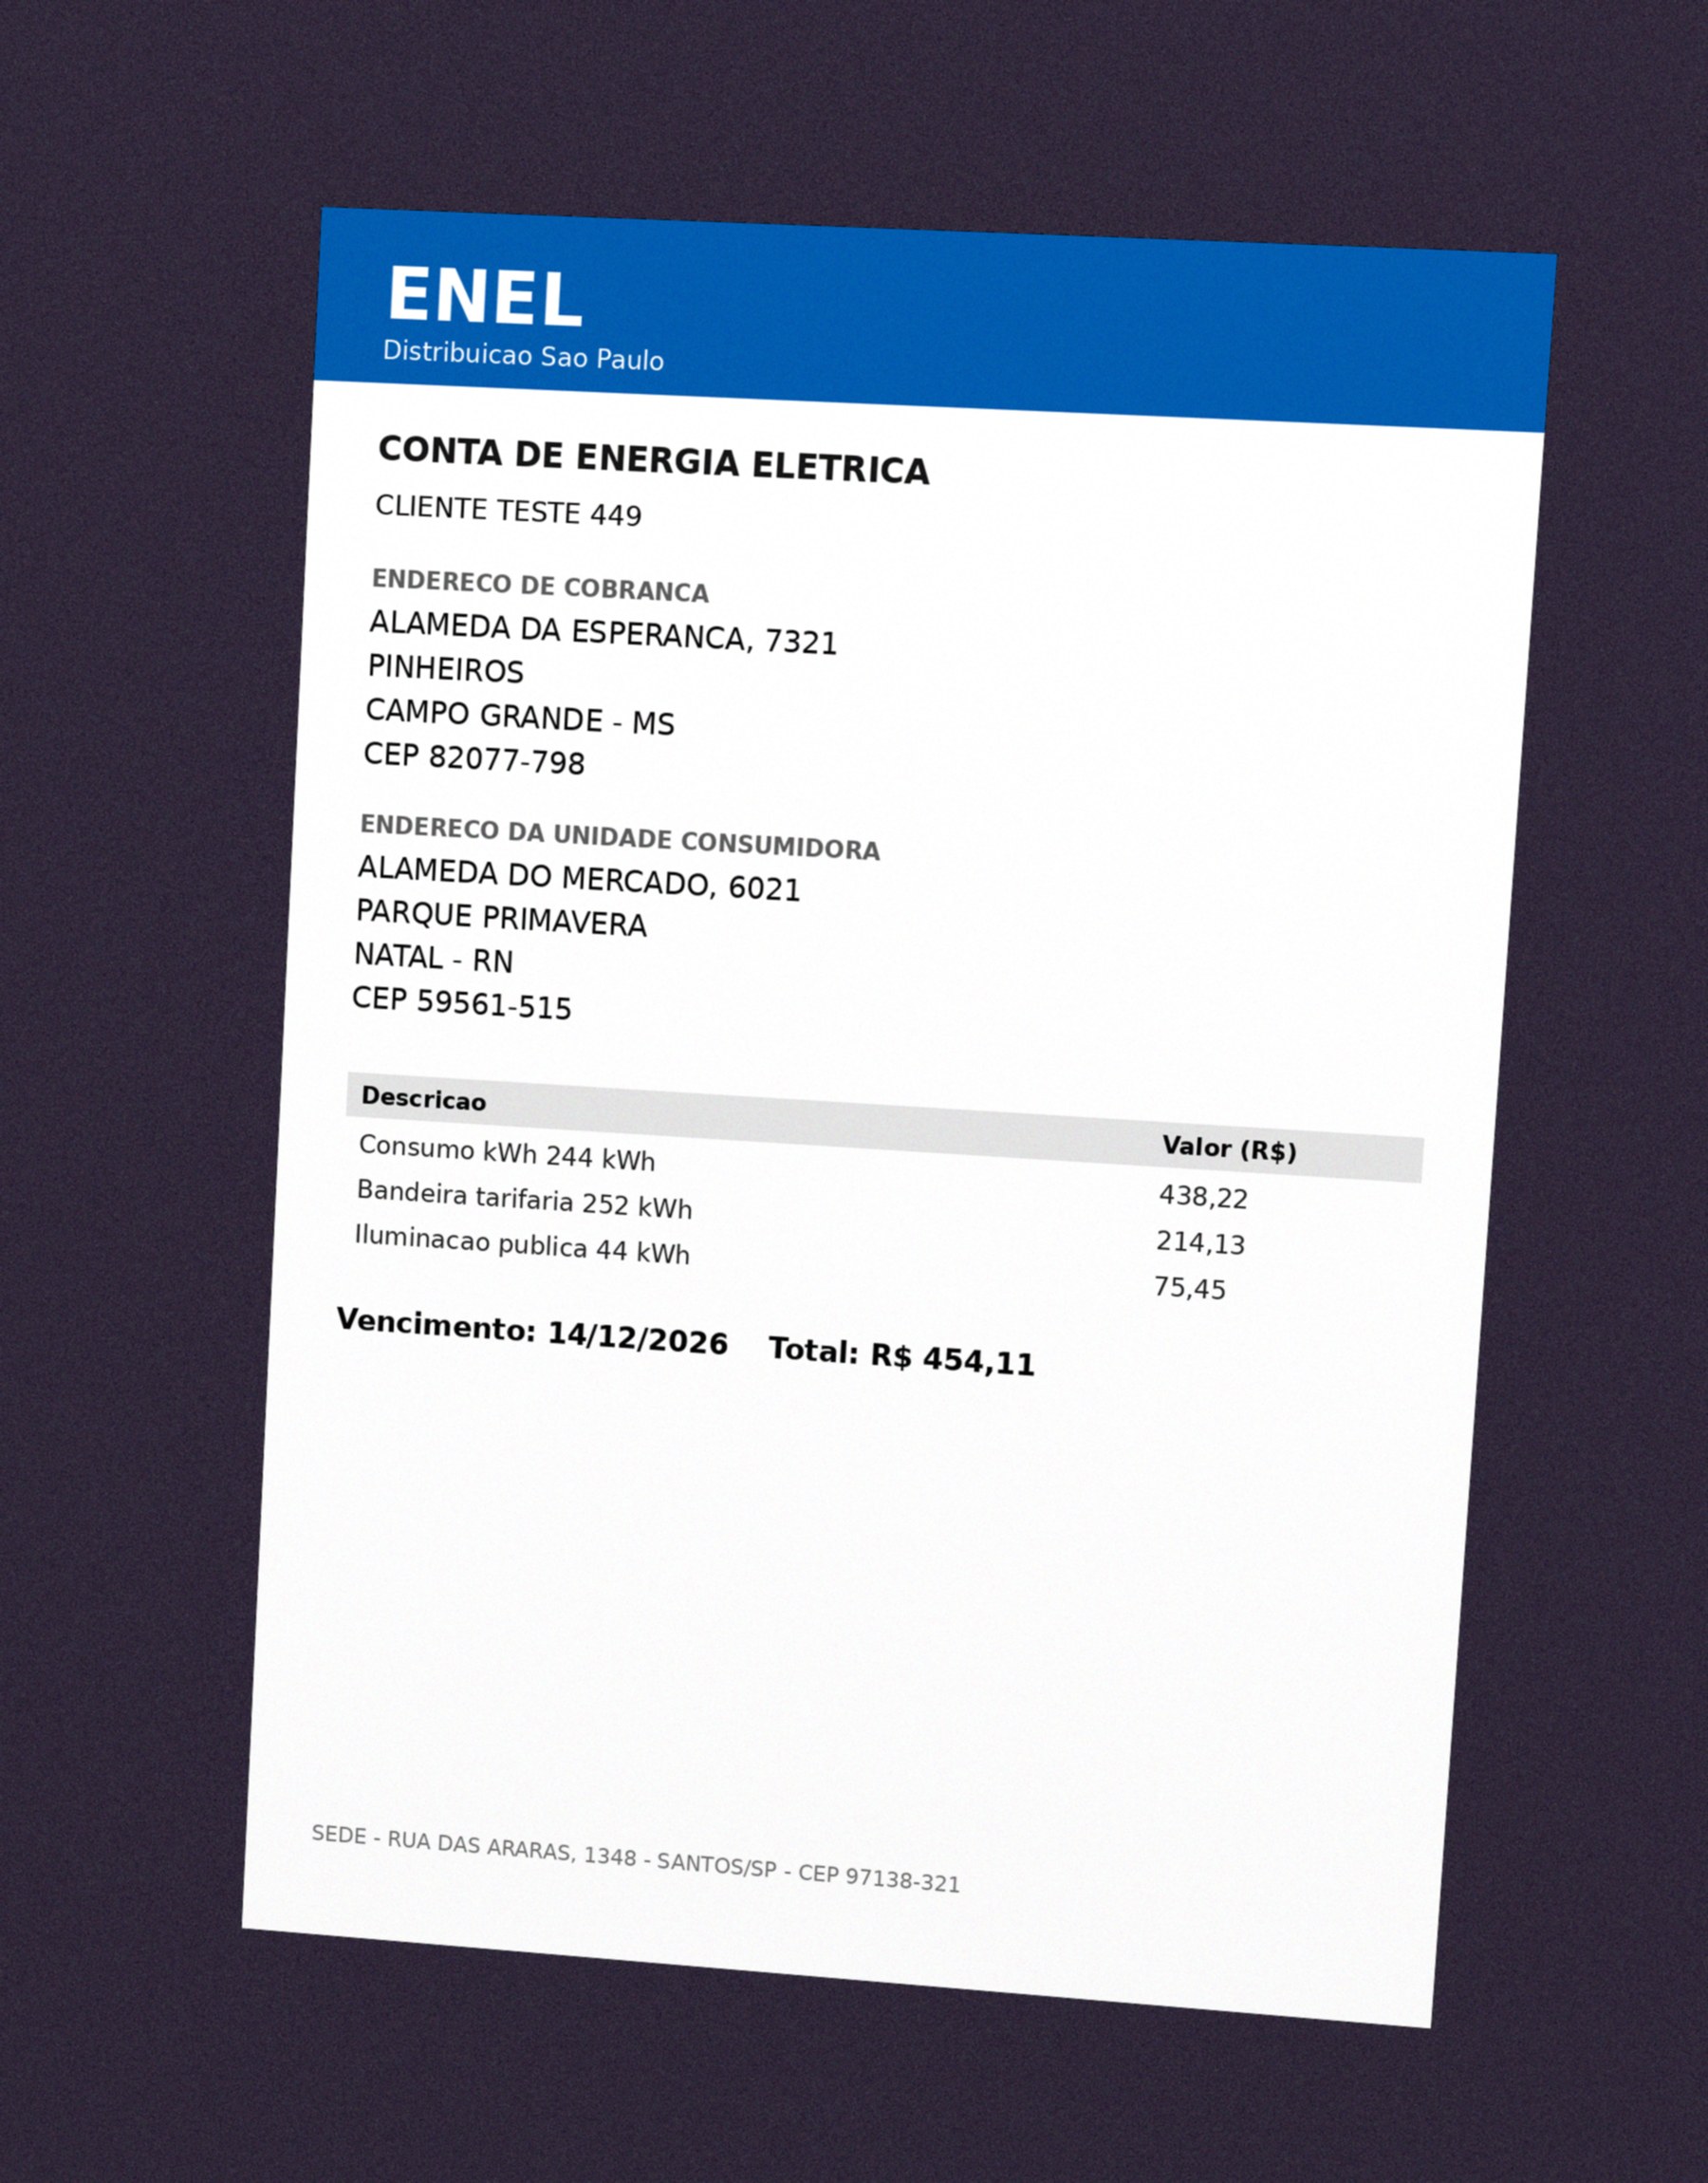 ENEL
Distribuicao Sao Paulo
CONTA DE ENERGIA ELETRICA
CLIENTE TESTE 449
ENDERECO DE COBRANCA
ALAMEDA DA ESPERANCA, 7321
PINHEIROS
CAMPO GRANDE - MS
CEP 82077-798
ENDERECO DA UNIDADE CONSUMIDORA
ALAMEDA DO MERCADO, 6021
PARQUE PRIMAVERA
NATAL - RN
CEP 59561-515
Descricao Valor (R$)
Consumo kWh 244 kWh 438,22
Bandeira tarifaria 252 kWh 214,13
Iluminacao publica 44 kWh 75,45
Vencimento: 14/12/2026 Total: R$ 454,11
SEDE - RUA DAS ARARAS, 1348 - SANTOS/SP - CEP 97138-321